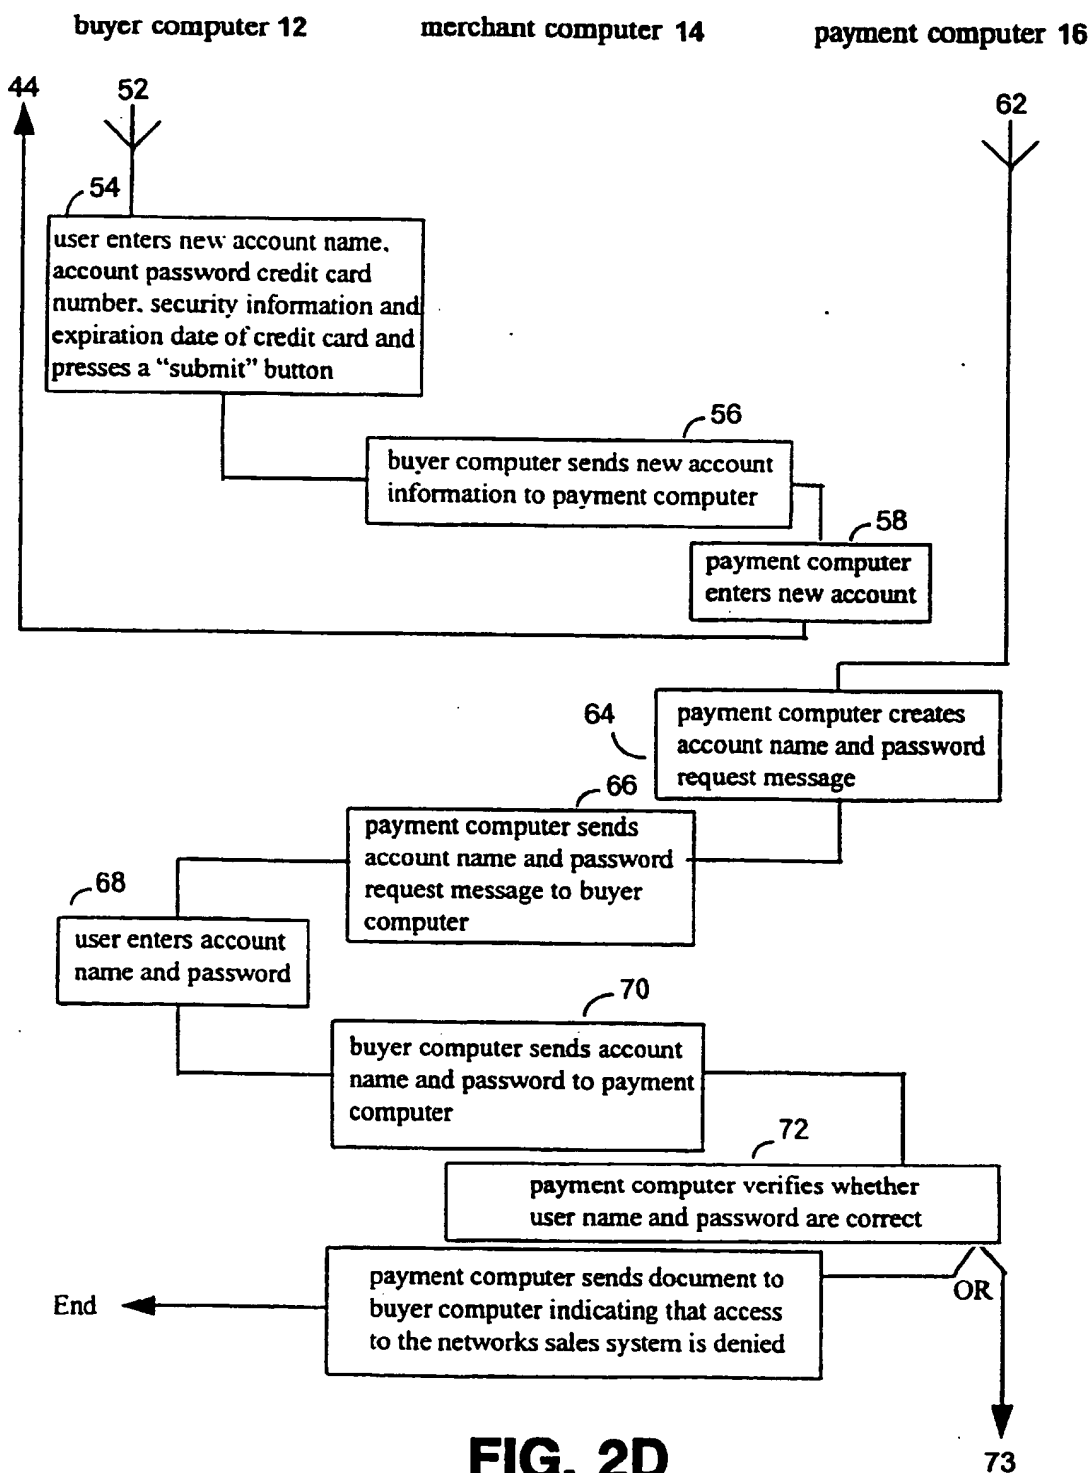 buyer computer 12 merchant computer 14 payment computer 16
44 52 62
54
user enters new account name,
account password credit card
number, security information and
expiration date of credit card and
presses a “submit” button
56
buyer computer sends new account
information to payment computer
58
payment computer
enters new account
64
payment computer creates
account name and password
request message
66
payment computer sends
account name and password
request message to buyer
computer
68
user enters account
name and password
70
buyer computer sends account
name and password to payment
computer
72
payment computer verifies whether
user name and password are correct
OR
payment computer sends document to
buyer computer indicating that access
to the networks sales system is denied
End
73
FIG. 2D